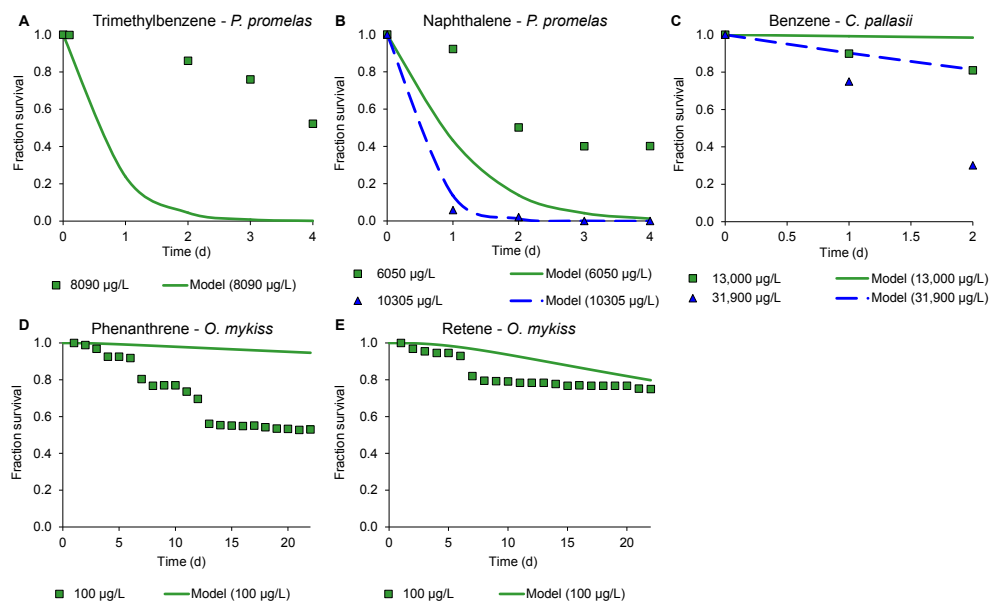 A Trimethylbenzene - P. promelas
Fraction survival
1.0
0.8
0.6
0.4
0.2
0.0
0 1 2 3 4
Time (d)
8090 µg/L Model (8090 µg/L)
B Naphthalene - P. promelas
Fraction survival
1.0
0.8
0.6
0.4
0.2
0.0
0 1 2 3 4
Time (d)
6050 µg/L Model (6050 µg/L)
10305 µg/L Model (10305 µg/L)
C Benzene - C. pallasii
Fraction survival
1.0
0.8
0.6
0.4
0.2
0.0
0 0.5 1 1.5 2
Time (d)
13,000 µg/L Model (13,000 µg/L)
31,900 µg/L Model (31,900 µg/L)
D Phenanthrene - O. mykiss
Fraction survival
1.0
0.8
0.6
0.4
0.2
0.0
0 5 10 15 20
Time (d)
100 µg/L Model (100 µg/L)
E Retene - O. mykiss
Fraction survival
1.0
0.8
0.6
0.4
0.2
0.0
0 5 10 15 20
Time (d)
100 µg/L Model (100 µg/L)